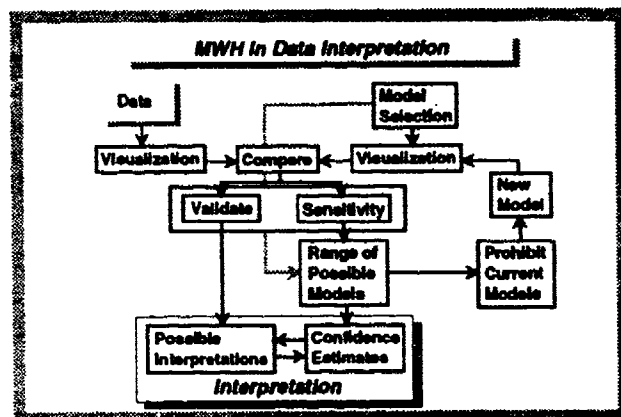 MWH In Data Interpretation
Data
Model
Selection
Visualization
Compare
Visualization
New
Model
Validate
Sensitivity
Range of
Possible
Models
Prohibit
Current
Models
Possible
Interpretations
Confidence
Estimates
Interpretation